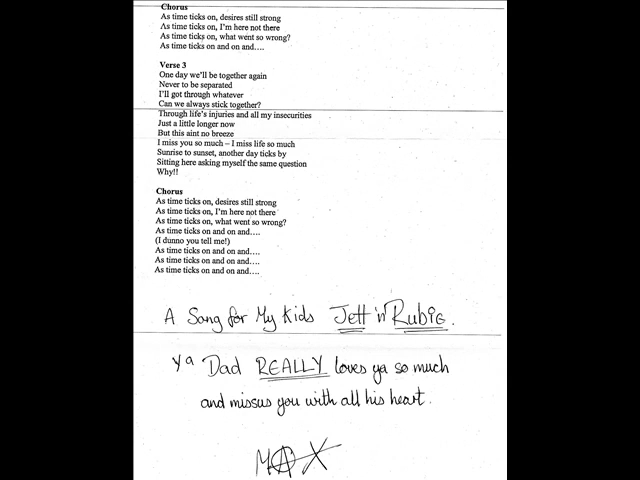 Chorus
As time ticks on, desires still strong
As time ticks on, I'm here not there
As time ticks on, what went so wrong?
As time ticks on and on and….
Verse 3
One day we'll be together again
Never to be separated
I'll got through whatever
Can we always stick together?
Through life's injuries and all my insecurities
Just a little longer now
But this aint no breeze
I miss you so much – I miss life so much
Sunrise to sunset, another day ticks by
Sitting here asking myself the same question
Why!!
Chorus
As time ticks on, desires still strong
As time ticks on, I'm here not there
As time ticks on, what went so wrong?
As time ticks on and on and….
(I dunno you tell me!)
As time ticks on and on and….
As time ticks on and on and….
As time ticks on and on and….
A Song for My Kids Jett 'n' Rubie.
Ya Dad REALLY loves ya so much
and missus you with all his heart.
MAX